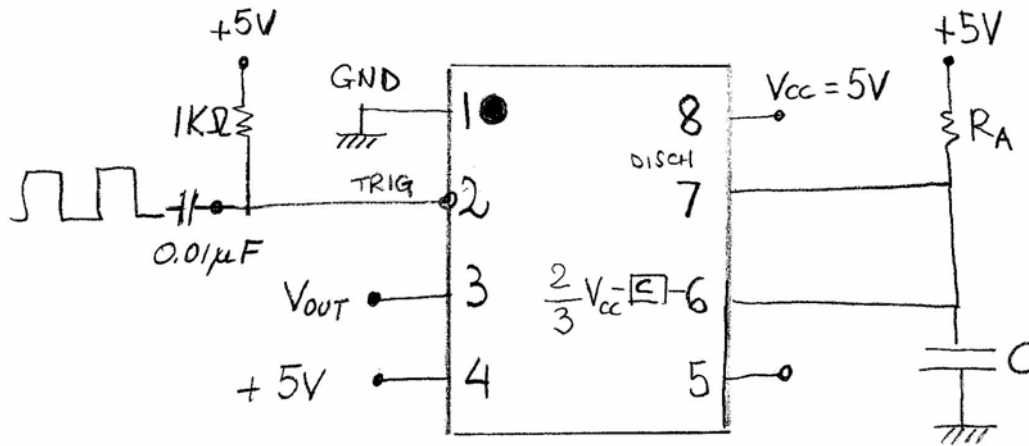 +5V
+5V
GND
1
8
Vcc = 5V
1KΩ
RA
DISCH
TRIG
2
7
0.01μF
VOUT
3
2/3 Vcc - C - 6
+ 5V
4
5
C